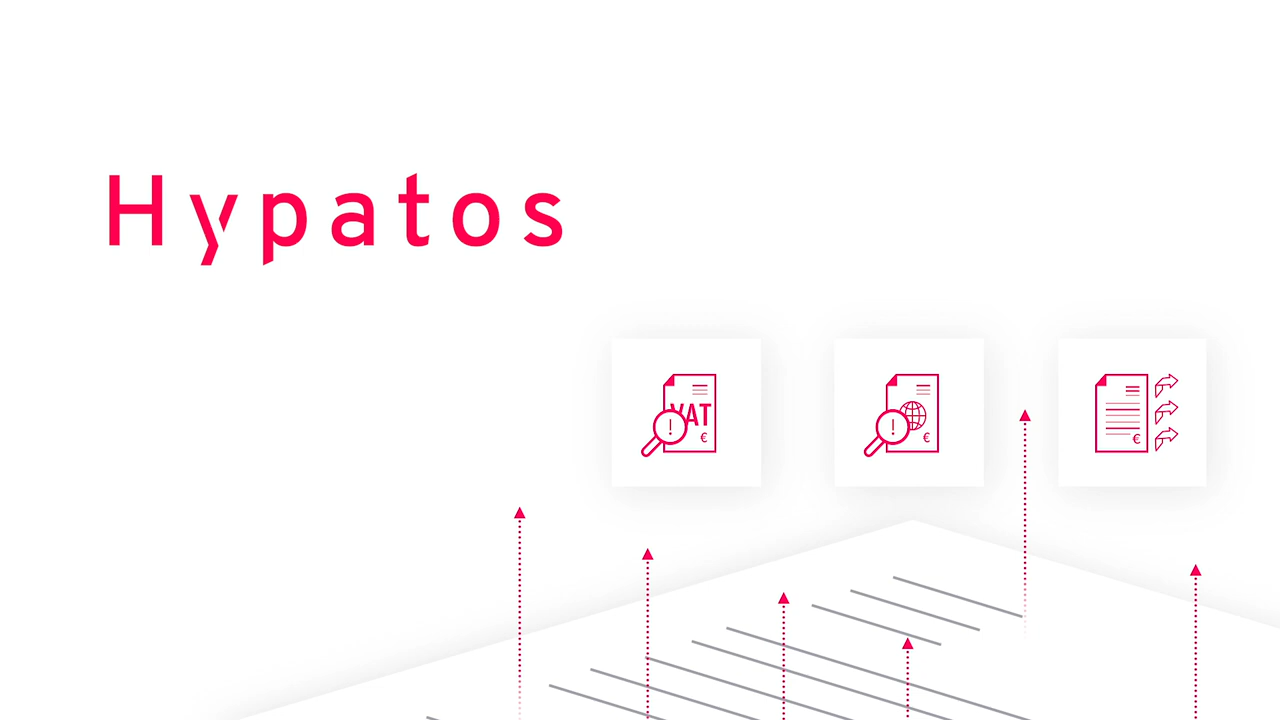 Hypatos
VAT
! €
! €
€